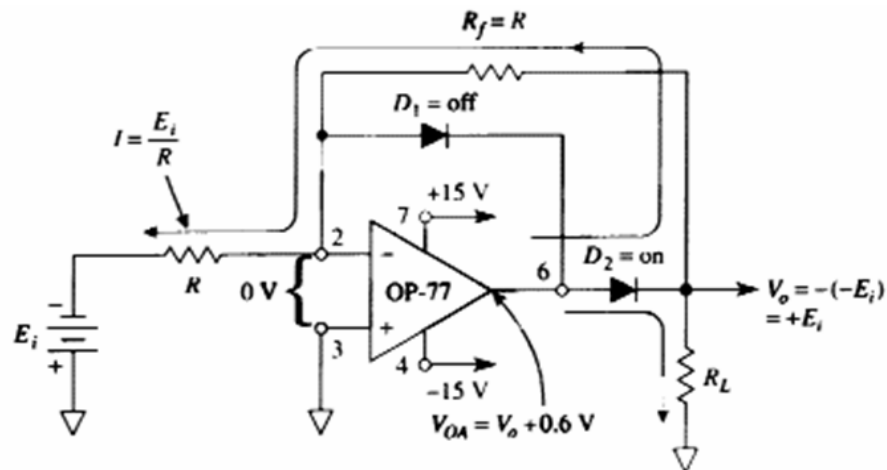 R_f = R
D_1 = off
I = E_i / R
+15 V
7
2
−
6
D_2 = on
R
0 V
OP-77
V_o = −(−E_i)
= +E_i
−
E_i
+
3
+
4
−15 V
R_L
V_OA = V_o + 0.6 V